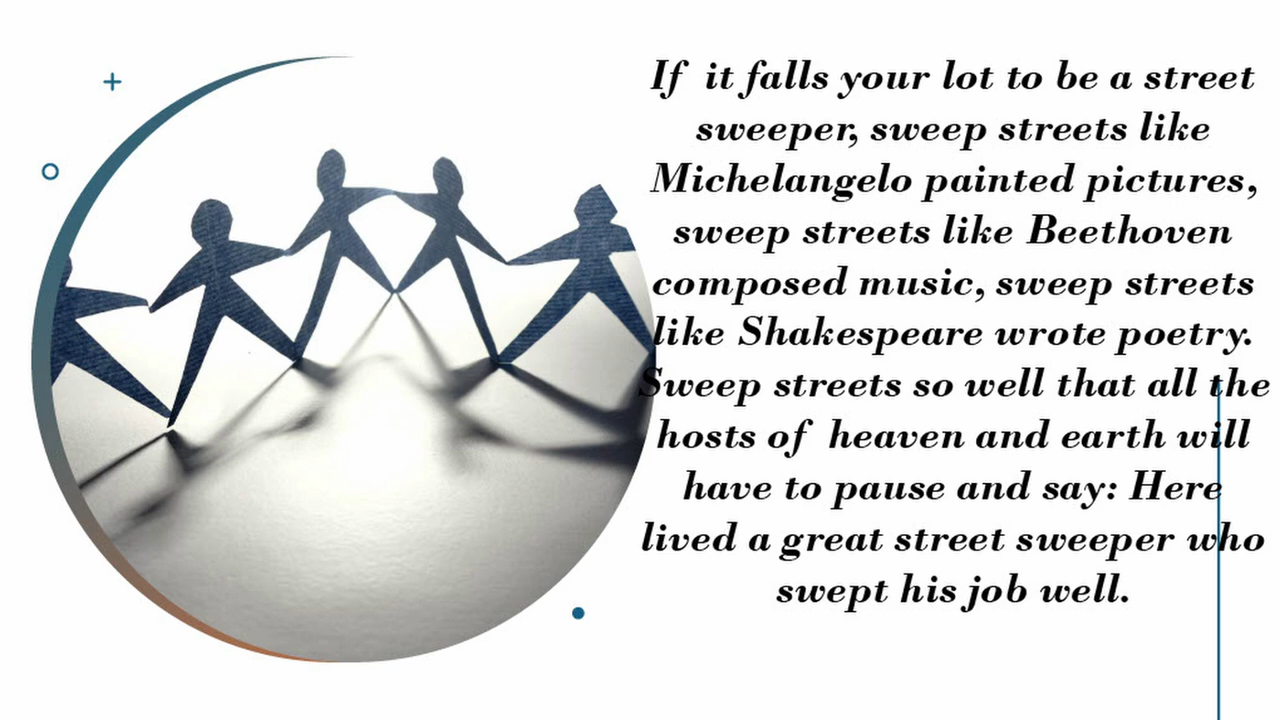 If it falls your lot to be a street
sweeper, sweep streets like
Michelangelo painted pictures,
sweep streets like Beethoven
composed music, sweep streets
like Shakespeare wrote poetry.
Sweep streets so well that all the
hosts of heaven and earth will
have to pause and say: Here
lived a great street sweeper who
swept his job well.